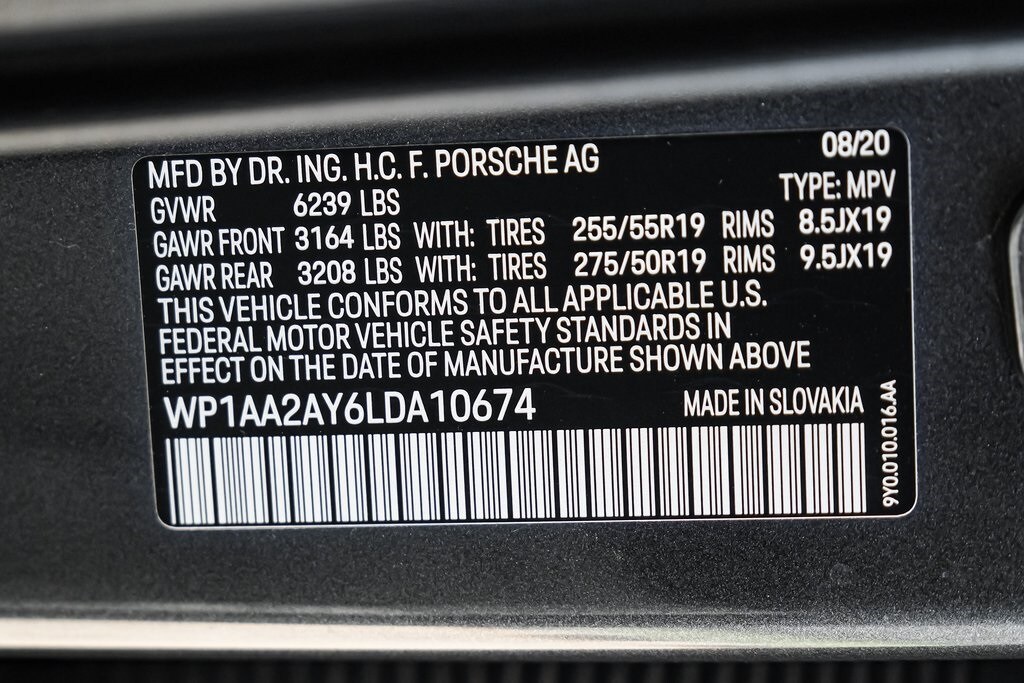 08/20
MFD BY DR. ING. H.C. F. PORSCHE AG
TYPE: MPV
GVWR 6239 LBS
GAWR FRONT 3164 LBS WITH: TIRES 255/55R19 RIMS 8.5JX19
GAWR REAR 3208 LBS WITH: TIRES 275/50R19 RIMS 9.5JX19
THIS VEHICLE CONFORMS TO ALL APPLICABLE U.S.
FEDERAL MOTOR VEHICLE SAFETY STANDARDS IN
EFFECT ON THE DATE OF MANUFACTURE SHOWN ABOVE
WP1AA2AY6LDA10674 MADE IN SLOVAKIA
9Y0.010.016.AA